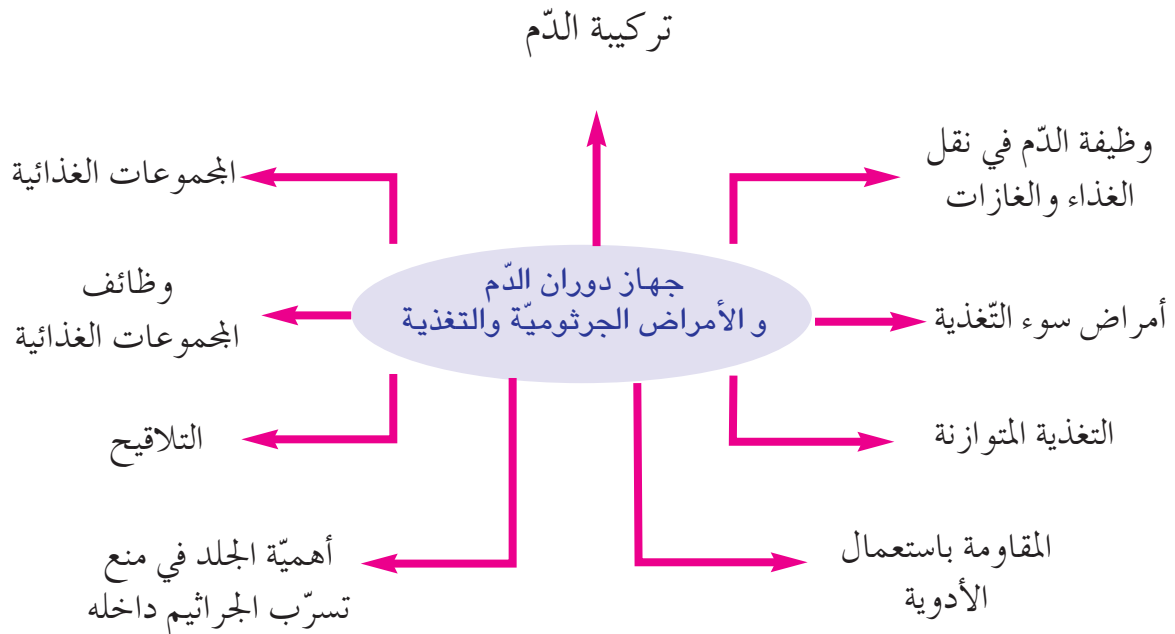 تركيبة الدّم
وظيفة الدّم في نقل
الغذاء والغازات
المجموعات الغذائية
جهاز دوران الدّم
و الأمراض الجرثوميّة والتغذية
أمراض سوء التّغذية
وظائف
المجموعات الغذائية
التغذية المتوازنة
التلاقيح
المقاومة باستعمال
الأدوية
أهميّة الجلد في منع
تسرّب الجراثيم داخله